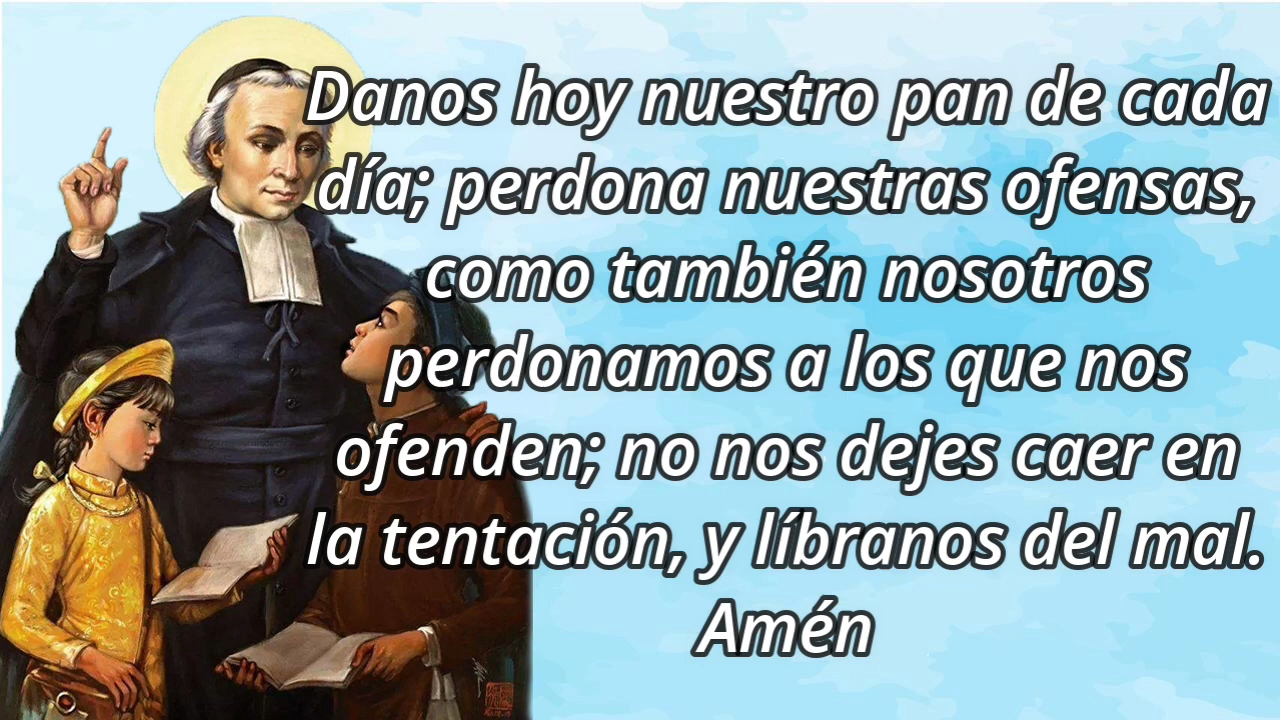 Danos hoy nuestro pan de cada
día; perdona nuestras ofensas,
como también nosotros
perdonamos a los que nos
ofenden; no nos dejes caer en
la tentación, y líbranos del mal.
Amén